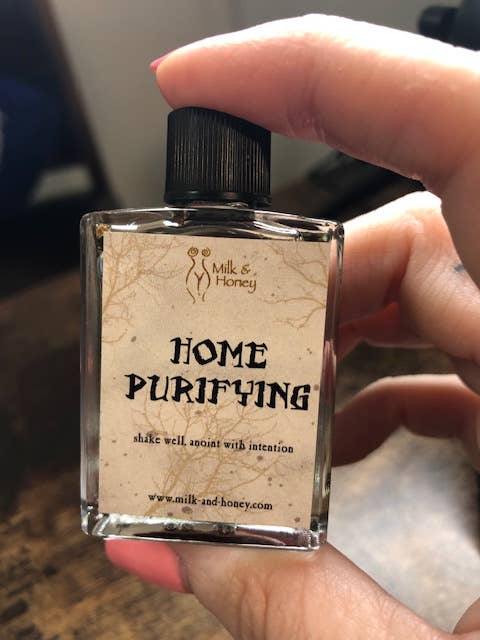 Milk &
Honey
HOME
PURIFYING
shake well, anoint with intention
www.milk-and-honey.com